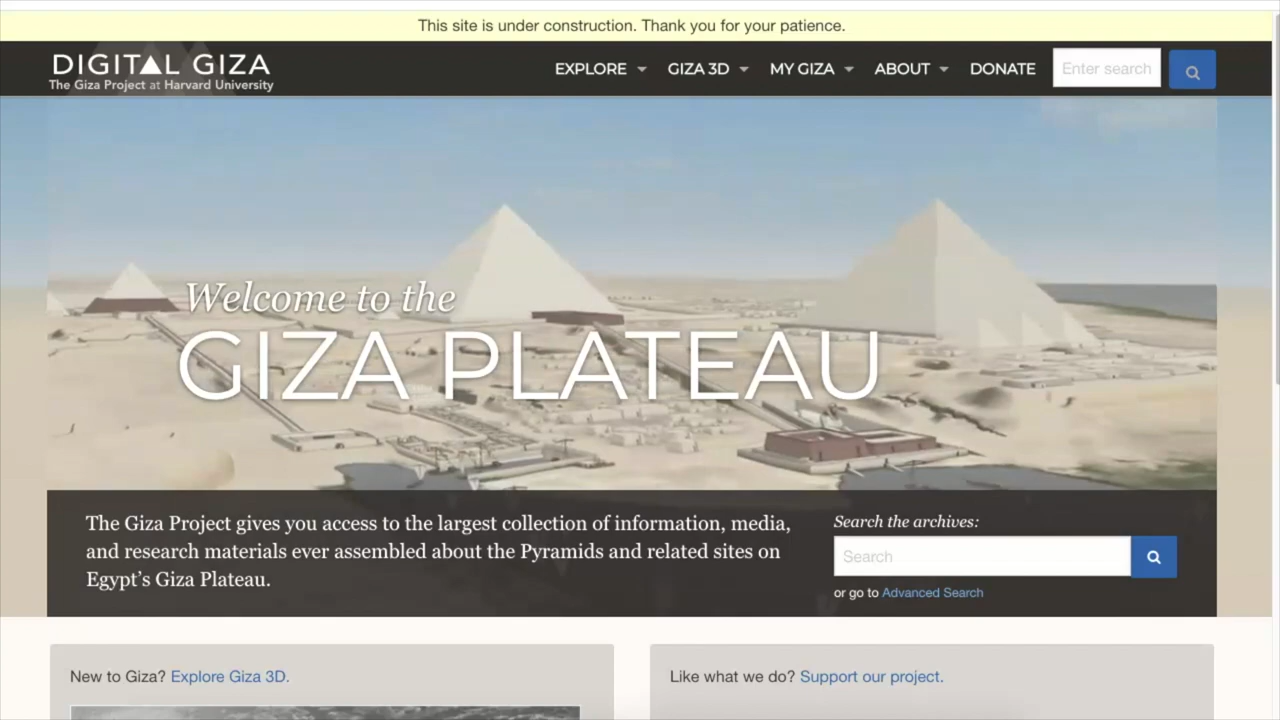 This site is under construction. Thank you for your patience.
DIGITAL GIZA
The Giza Project at Harvard University
EXPLORE GIZA 3D MY GIZA ABOUT DONATE Enter search
Welcome to the
GIZA PLATEAU
The Giza Project gives you access to the largest collection of information, media,
and research materials ever assembled about the Pyramids and related sites on
Egypt’s Giza Plateau.
Search the archives:
Search
or go to Advanced Search
New to Giza? Explore Giza 3D.
Like what we do? Support our project.